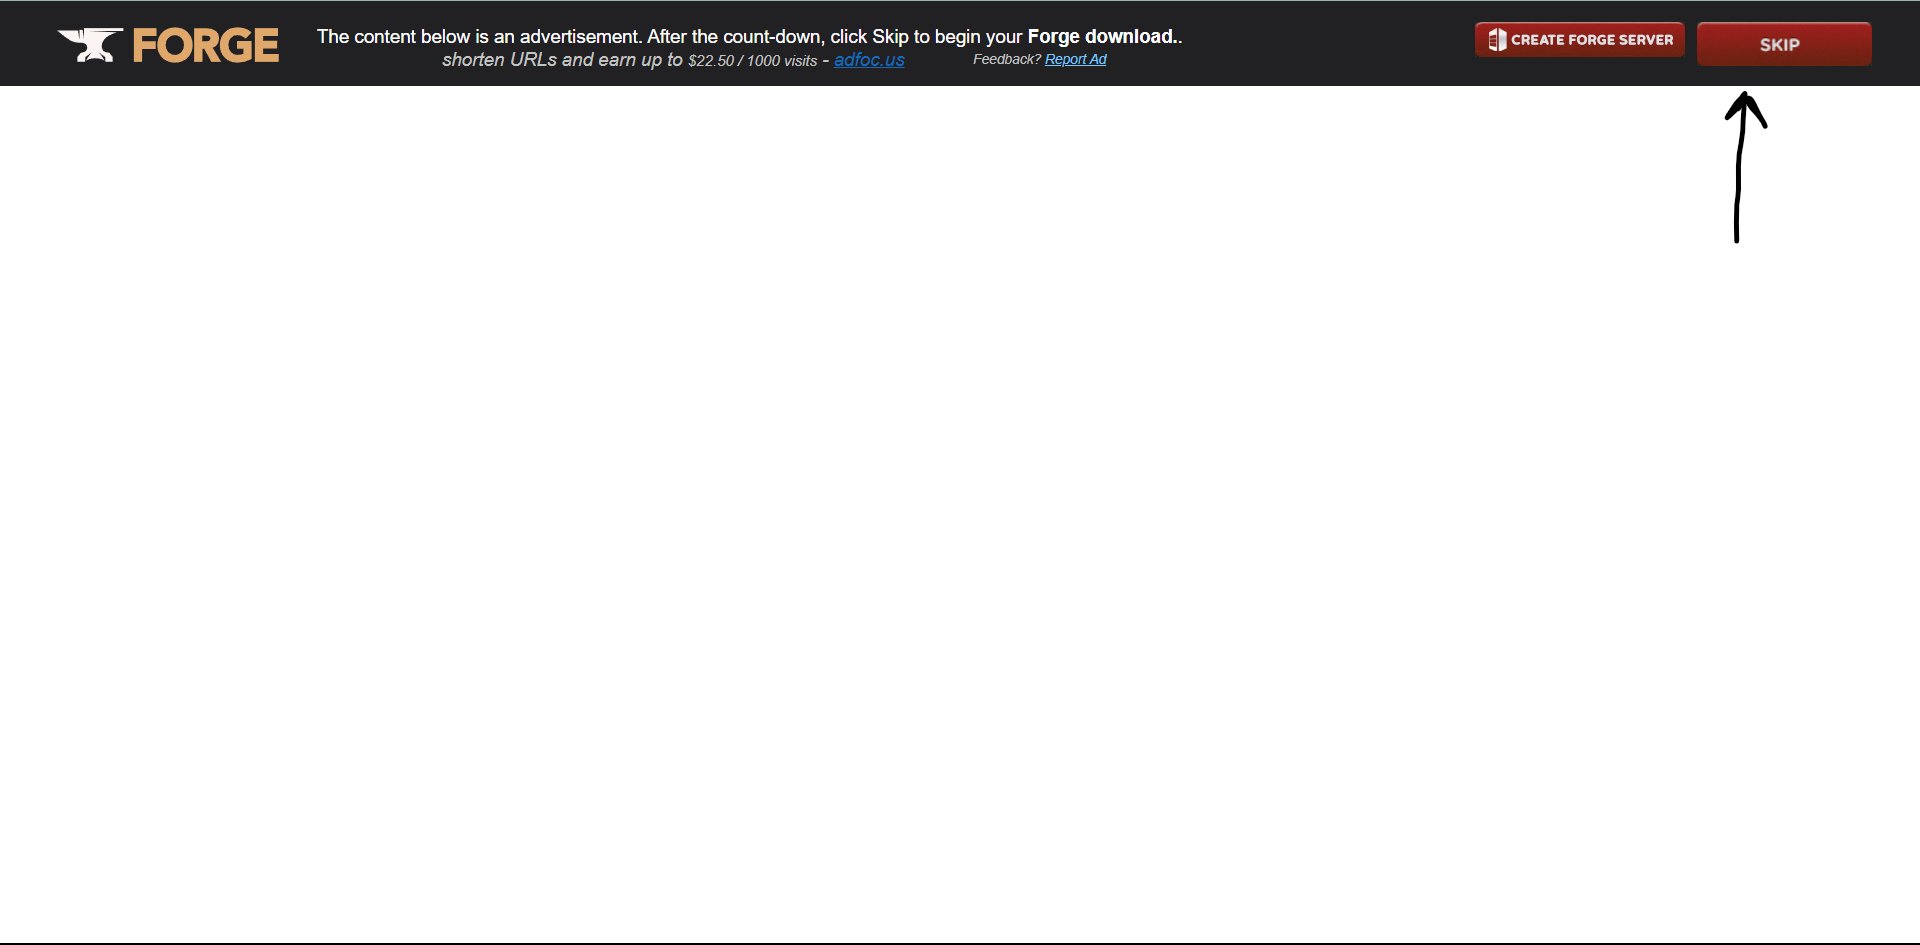 FORGE
The content below is an advertisement. After the count-down, click Skip to begin your Forge download..
shorten URLs and earn up to $22.50 / 1000 visits - adfoc.us
Feedback? Report Ad
CREATE FORGE SERVER
SKIP